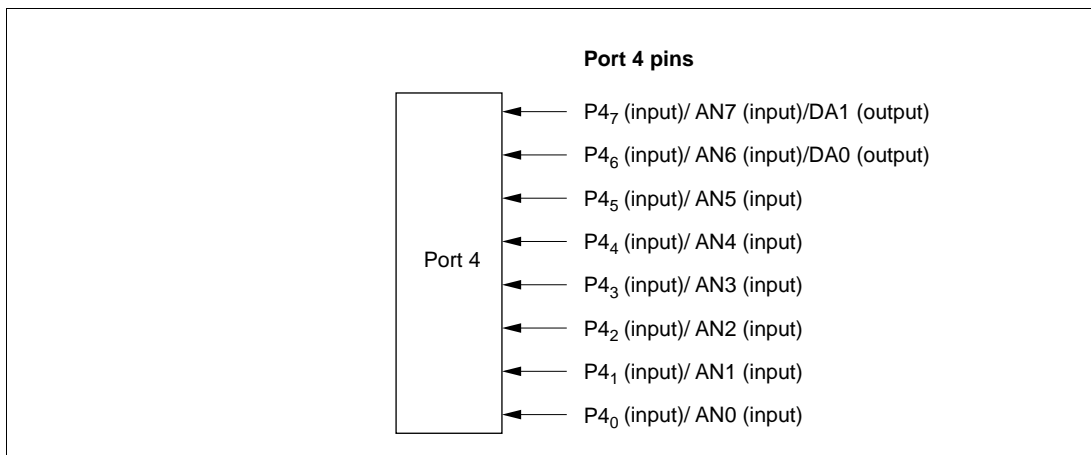 Port 4 pins
P4₇ (input)/ AN7 (input)/DA1 (output)
P4₆ (input)/ AN6 (input)/DA0 (output)
P4₅ (input)/ AN5 (input)
P4₄ (input)/ AN4 (input)
Port 4
P4₃ (input)/ AN3 (input)
P4₂ (input)/ AN2 (input)
P4₁ (input)/ AN1 (input)
P4₀ (input)/ AN0 (input)